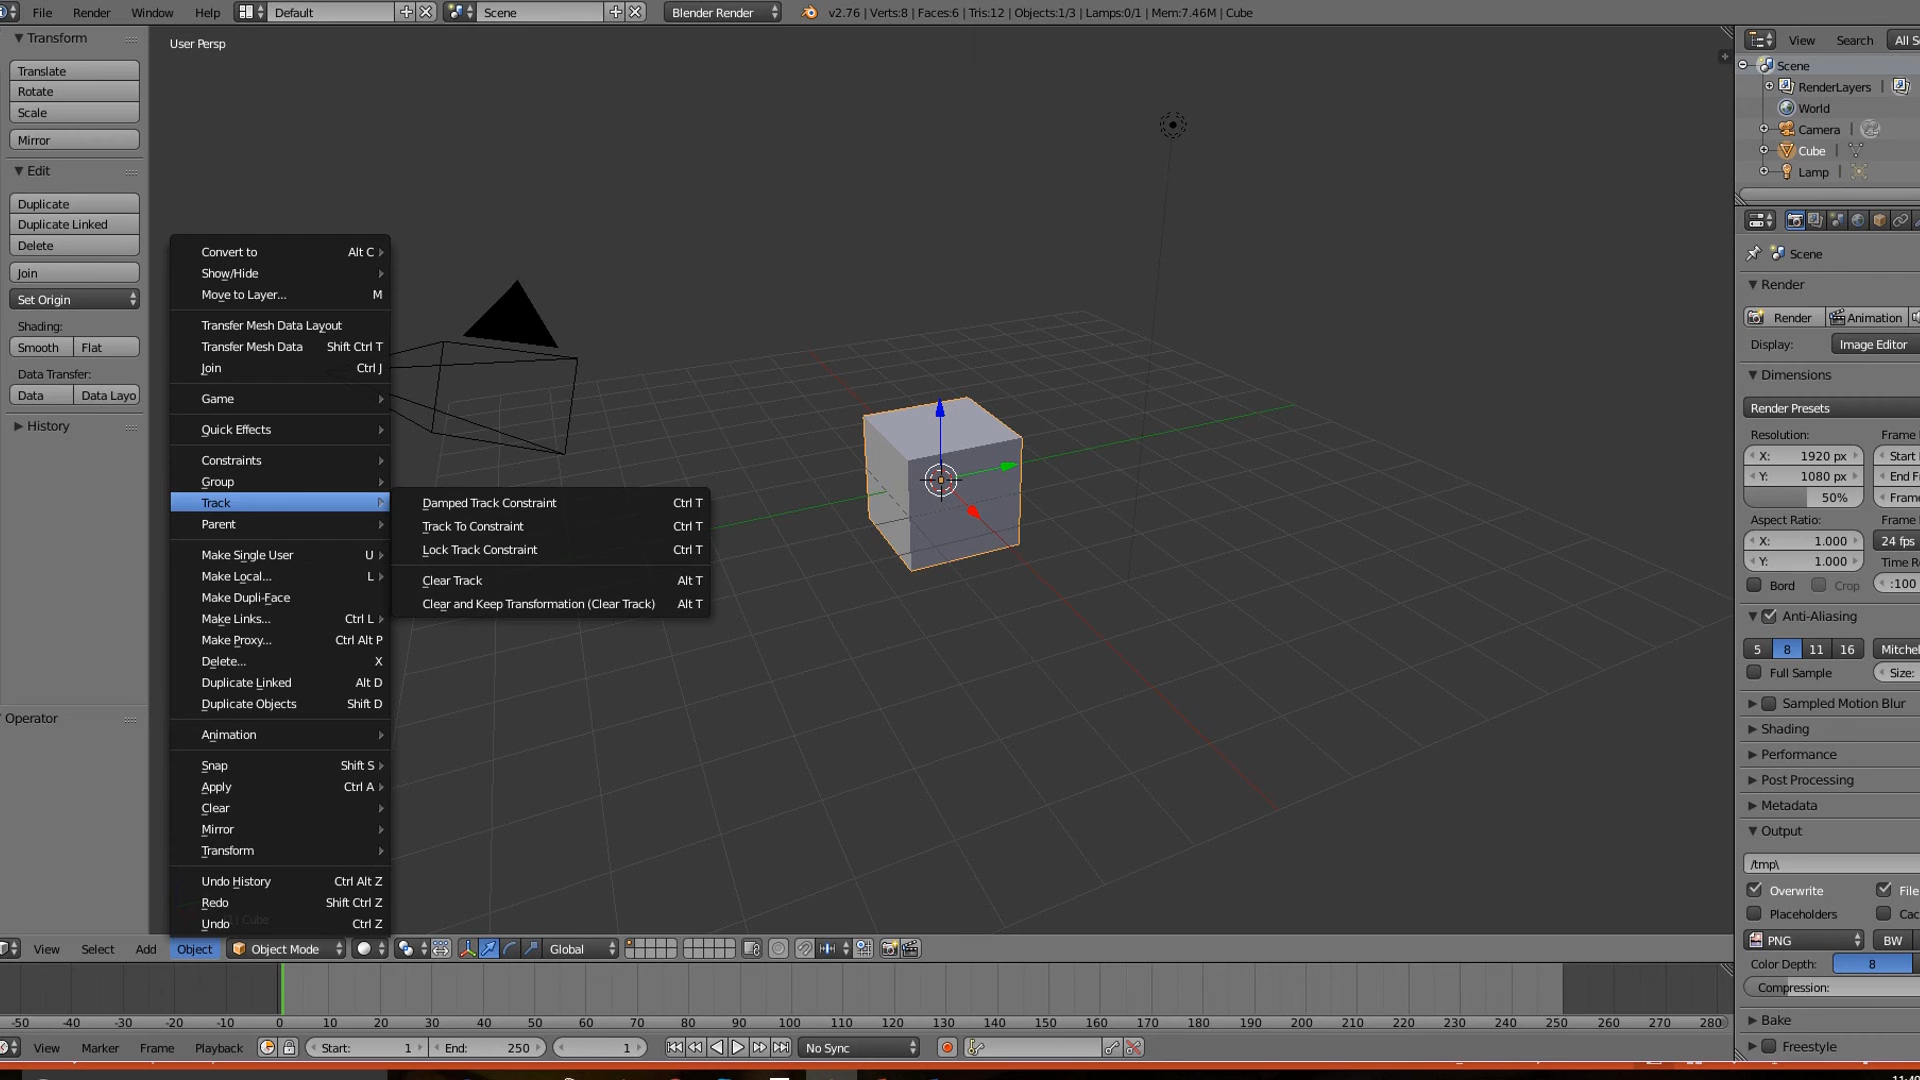 File Render Window Help Default Scene Blender Render v2.76 | Verts:8 | Faces:6 | Tris:12 | Objects:1/3 | Lamps:0/1 | Mem:7.46M | Cube
Transform
Translate
Rotate
Scale
Mirror
Edit
Duplicate
Duplicate Linked
Delete
Join
Set Origin
Shading:
Smooth Flat
Data Transfer:
Data Data Layo
History
Operator
User Persp
Convert to Alt C
Show/Hide
Move to Layer... M
Transfer Mesh Data Layout
Transfer Mesh Data Shift Ctrl T
Join Ctrl J
Game
Quick Effects
Constraints
Group
Track
Parent
Make Single User U
Make Local... L
Make Dupli-Face
Make Links... Ctrl L
Make Proxy... Ctrl Alt P
Delete... X
Duplicate Linked Alt D
Duplicate Objects Shift D
Animation
Snap Shift S
Apply Ctrl A
Clear
Mirror
Transform
Undo History Ctrl Alt Z
Redo Shift Ctrl Z
Undo Ctrl Z
Damped Track Constraint Ctrl T
Track To Constraint Ctrl T
Lock Track Constraint Ctrl T
Clear Track Alt T
Clear and Keep Transformation (Clear Track) Alt T
View Search All S
Scene
RenderLayers
World
Camera
Cube
Lamp
Scene
Render
Render Animation
Display: Image Editor
Dimensions
Render Presets
Resolution: Frame
X: 1920 px Start
Y: 1080 px End F
50% Frame
Aspect Ratio: Frame
X: 1.000 24 fps
Y: 1.000 Time R
Bord Crop :100
Anti-Aliasing
5 8 11 16 Mitchel
Full Sample Size:
Sampled Motion Blur
Shading
Performance
Post Processing
Metadata
Output
/tmp\
Overwrite File
Placeholders Cac
PNG BW
Color Depth: 8
Compression:
Bake
Freestyle
View Select Add Object Object Mode Global
-50 -40 -30 -20 -10 0 10 20 30 40 50 60 70 80 90 100 110 120 130 140 150 160 170 180 190 200 210 220 230 240 250 260 270 280
View Marker Frame Playback Start: 1 End: 250 1 No Sync